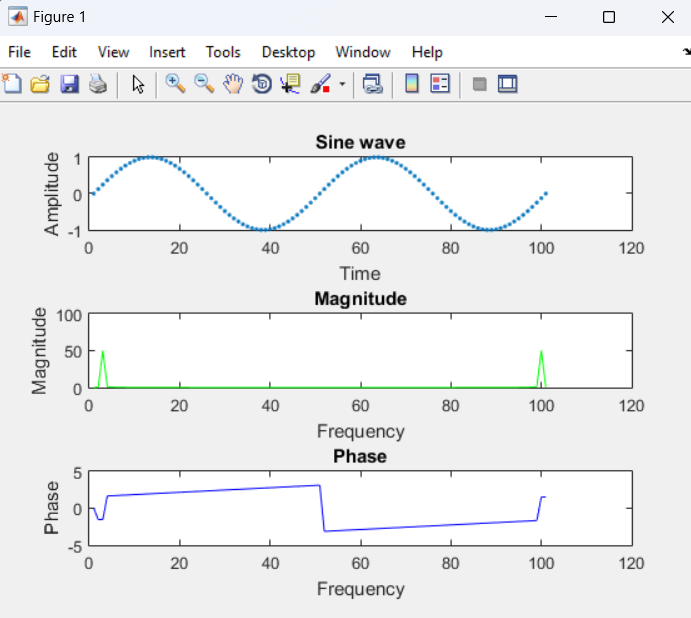 Figure 1
File Edit View Insert Tools Desktop Window Help
Sine wave
Amplitude
1
0
-1
0 20 40 60 80 100 120
Time
Magnitude
Magnitude
100
50
0
0 20 40 60 80 100 120
Frequency
Phase
Phase
5
0
-5
0 20 40 60 80 100 120
Frequency